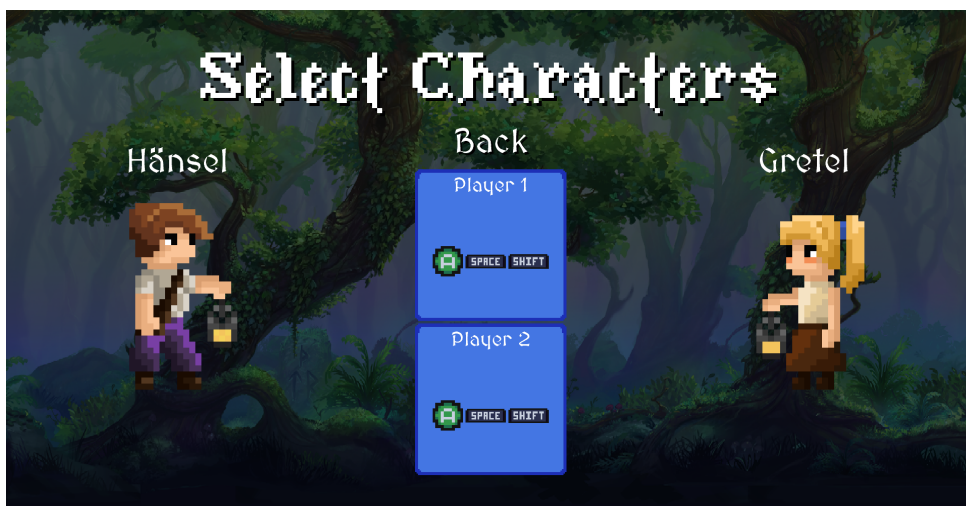 Select Characters
Back
Hänsel
Gretel
Player 1
A SPACE SHIFT
Player 2
A SPACE SHIFT